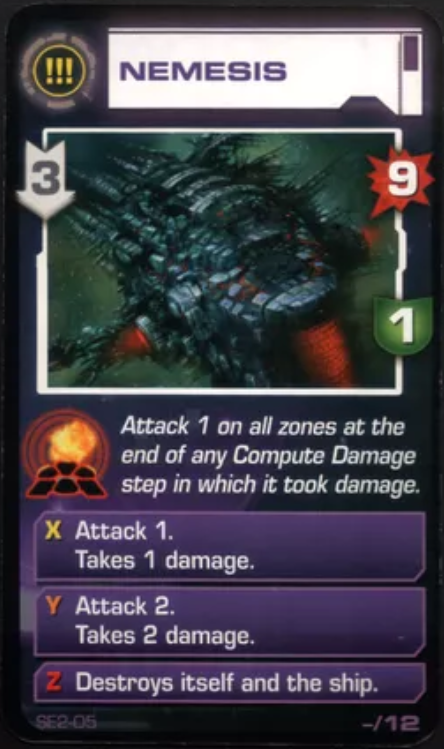 !!!
NEMESIS
3
9
1
Attack 1 on all zones at the
end of any Compute Damage
step in which it took damage.
X Attack 1.
Takes 1 damage.
Y Attack 2.
Takes 2 damage.
Z Destroys itself and the ship.
SE2-05
–/12